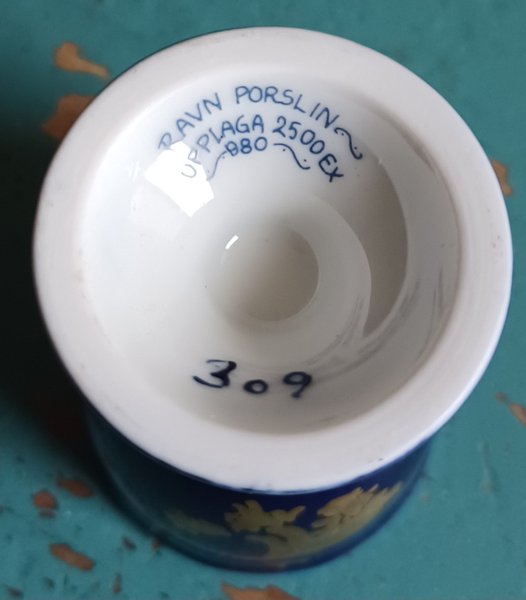 RAVN PORSLIN
UPPLAGA 2500 EX
980
309